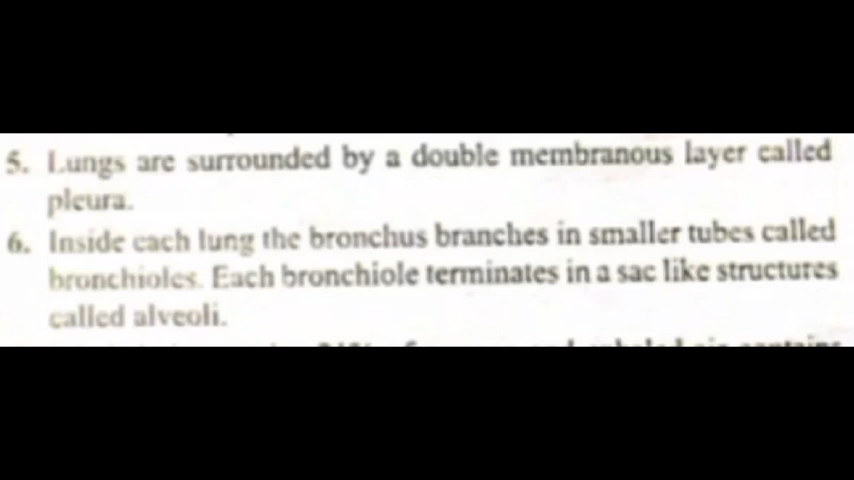 5. Lungs are surrounded by a double membranous layer called
pleura.
6. Inside each lung the bronchus branches in smaller tubes called
bronchioles. Each bronchiole terminates in a sac like structures
called alveoli.